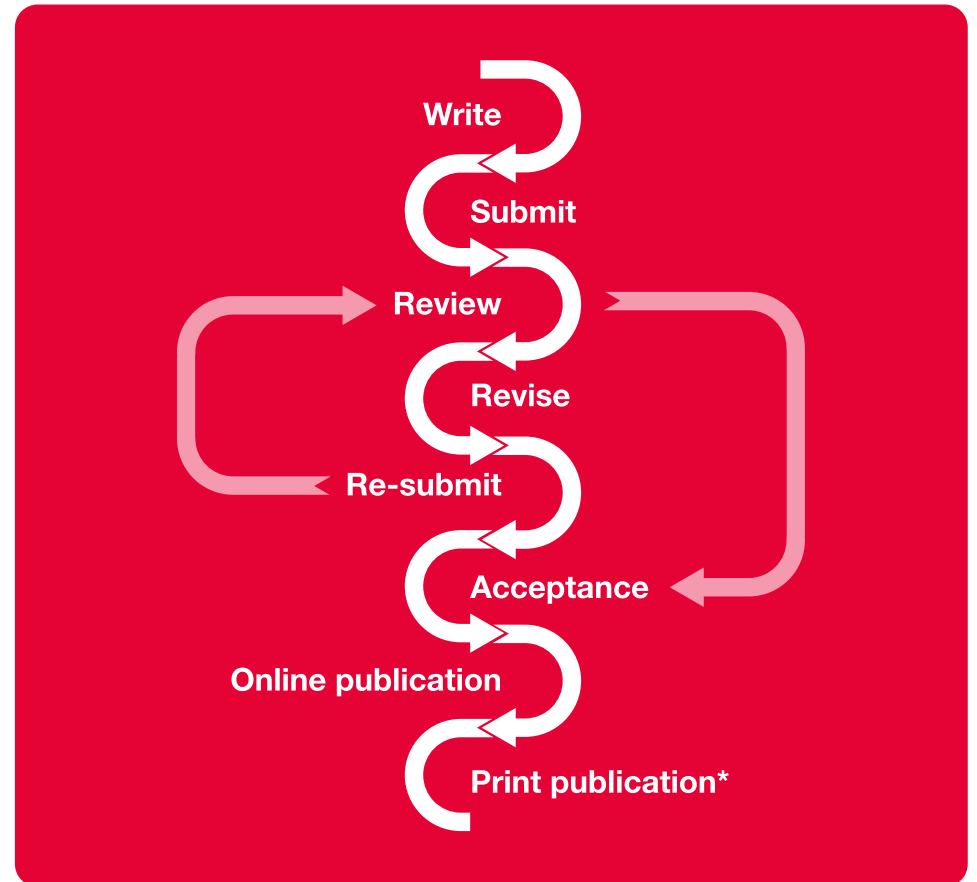 Write
Submit
Review
Revise
Re-submit
Acceptance
Online publication
Print publication*